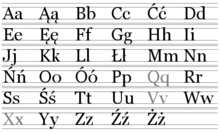 Aa Ąą Bb Cc Ćć Dd
Ee Ęę Ff Gg Hh Ii
Jj Kk Ll Łł Mm Nn
Ńń Oo Óó Pp Qq Rr
Ss Śś Tt Uu Vv Ww
Xx Yy Zz Źź Żż